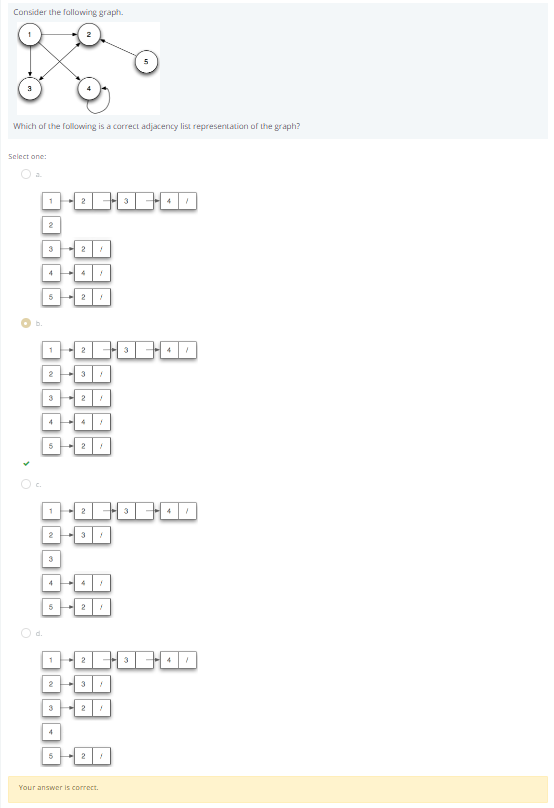 Consider the following graph.
1 2
5
3 4
Which of the following is a correct adjacency list representation of the graph?
Select one:
a.
1 2 3 4 /
2
3 2 /
4 4 /
5 2 /
b.
1 2 3 4 /
2 3 /
3 2 /
4 4 /
5 2 /
c.
1 2 3 4 /
2 3 /
3
4 4 /
5 2 /
d.
1 2 3 4 /
2 3 /
3 2 /
4
5 2 /
Your answer is correct.